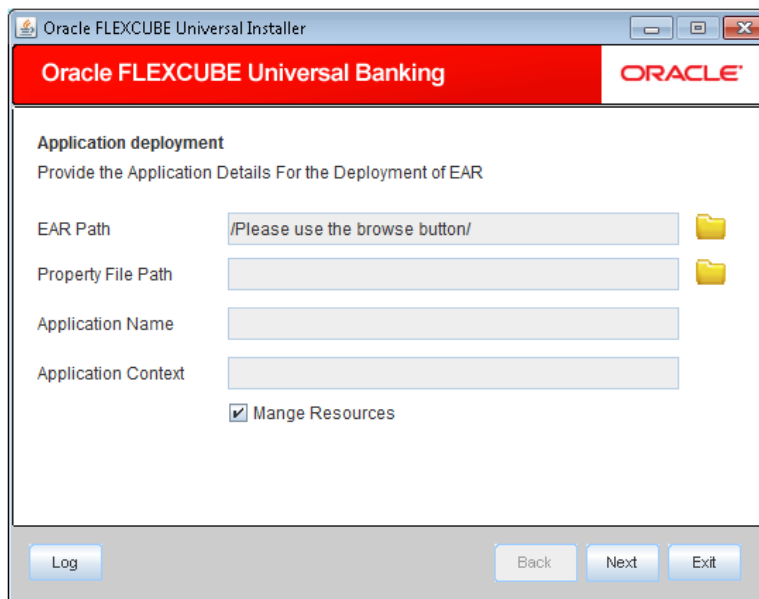 Oracle FLEXCUBE Universal Installer
Oracle FLEXCUBE Universal Banking
ORACLE
Application deployment
Provide the Application Details For the Deployment of EAR
EAR Path /Please use the browse button/
Property File Path
Application Name
Application Context
Mange Resources
Log Back Next Exit